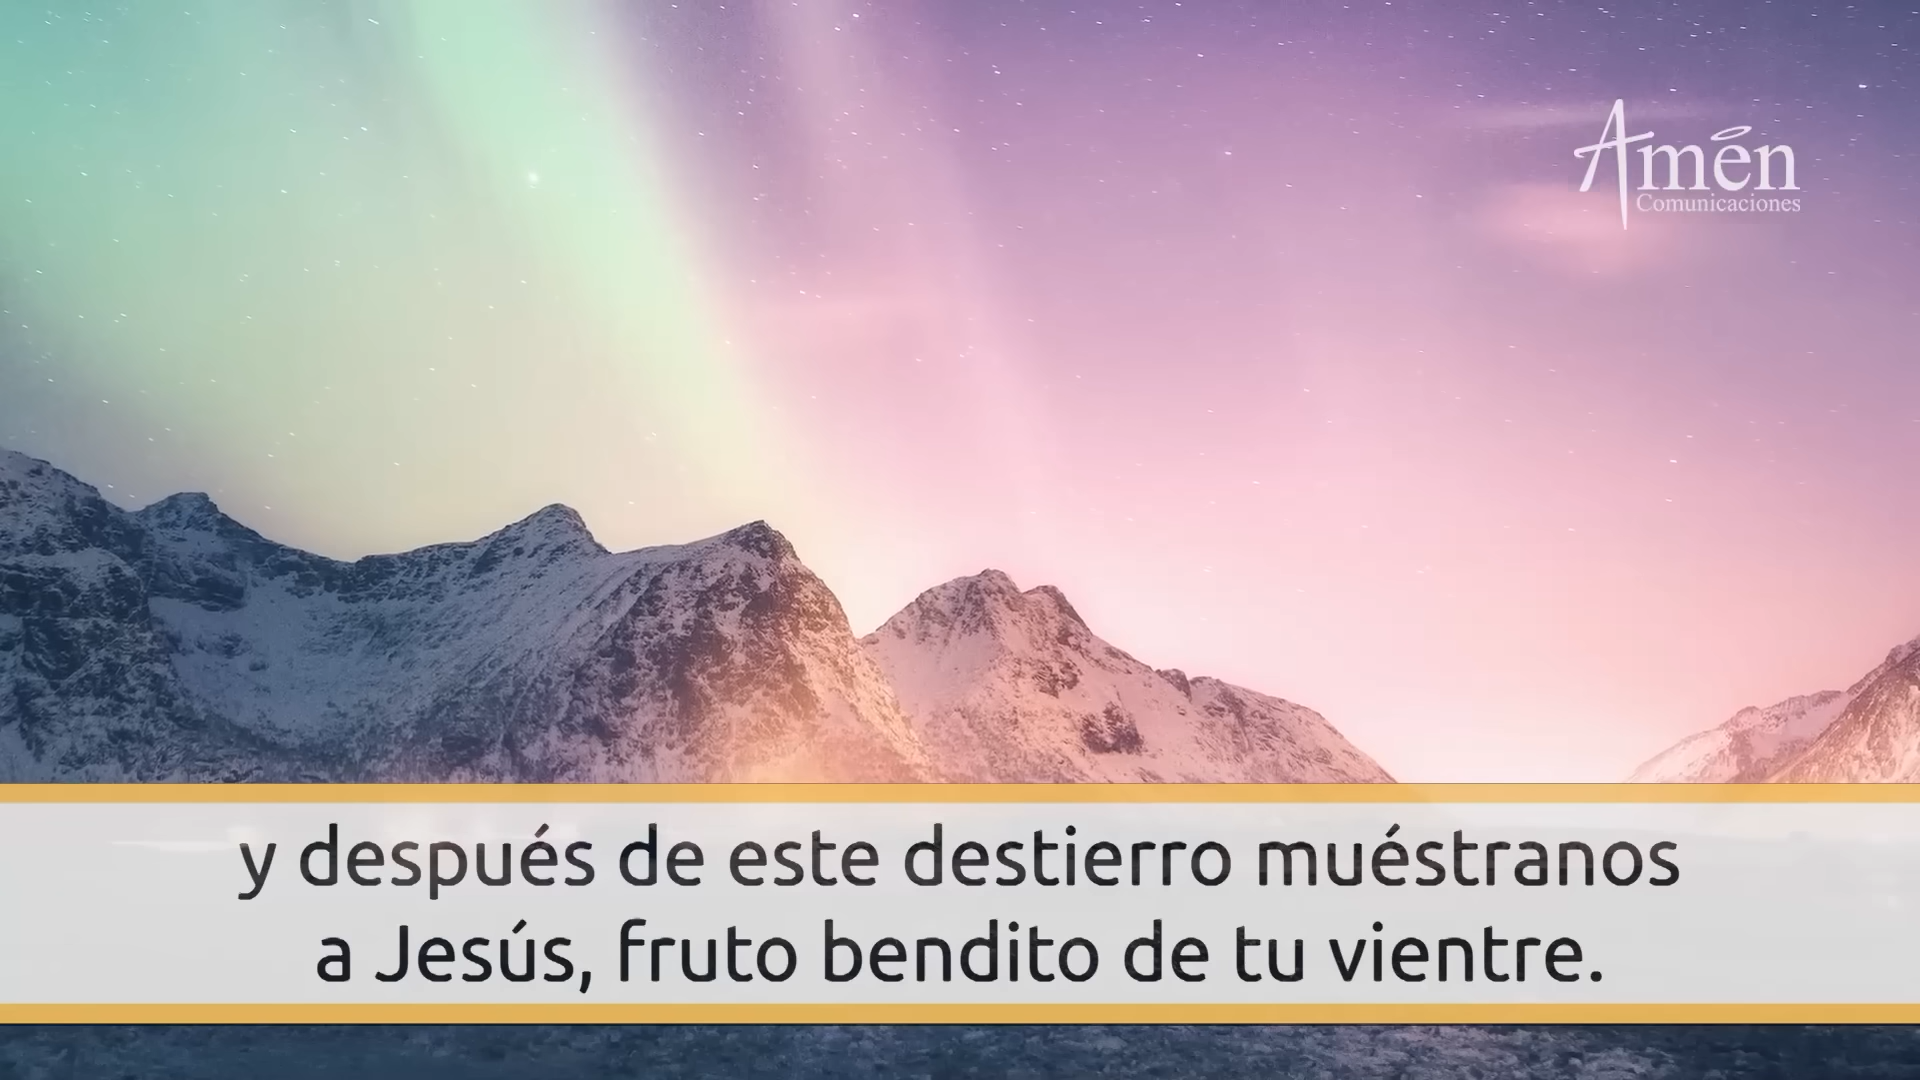 Amén
Comunicaciones
y después de este destierro muéstranos
a Jesús, fruto bendito de tu vientre.